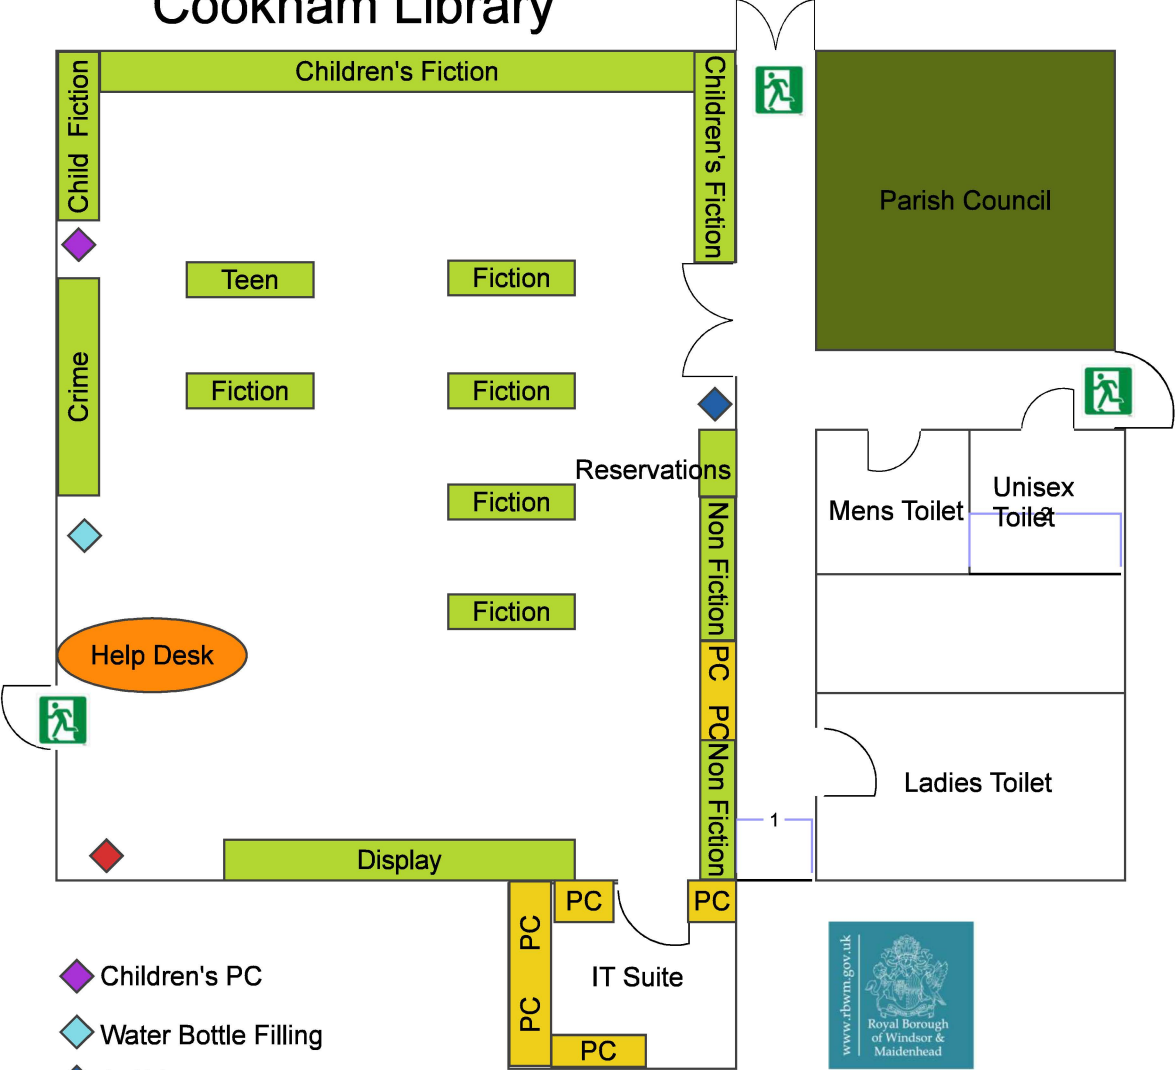 Cookham Library
Children's Fiction
Child Fiction
Children's Fiction
Parish Council
Teen
Fiction
Crime
Fiction
Fiction
Reservations
Fiction
Mens Toilet
Unisex
Toilet
2
Non Fiction
Fiction
Help Desk
PC PC
Non Fiction
Ladies Toilet
1
Display
PC
PC
PC
PC
IT Suite
PC
Children's PC
Water Bottle Filling
www.rbwm.gov.uk
Royal Borough
of Windsor &
Maidenhead